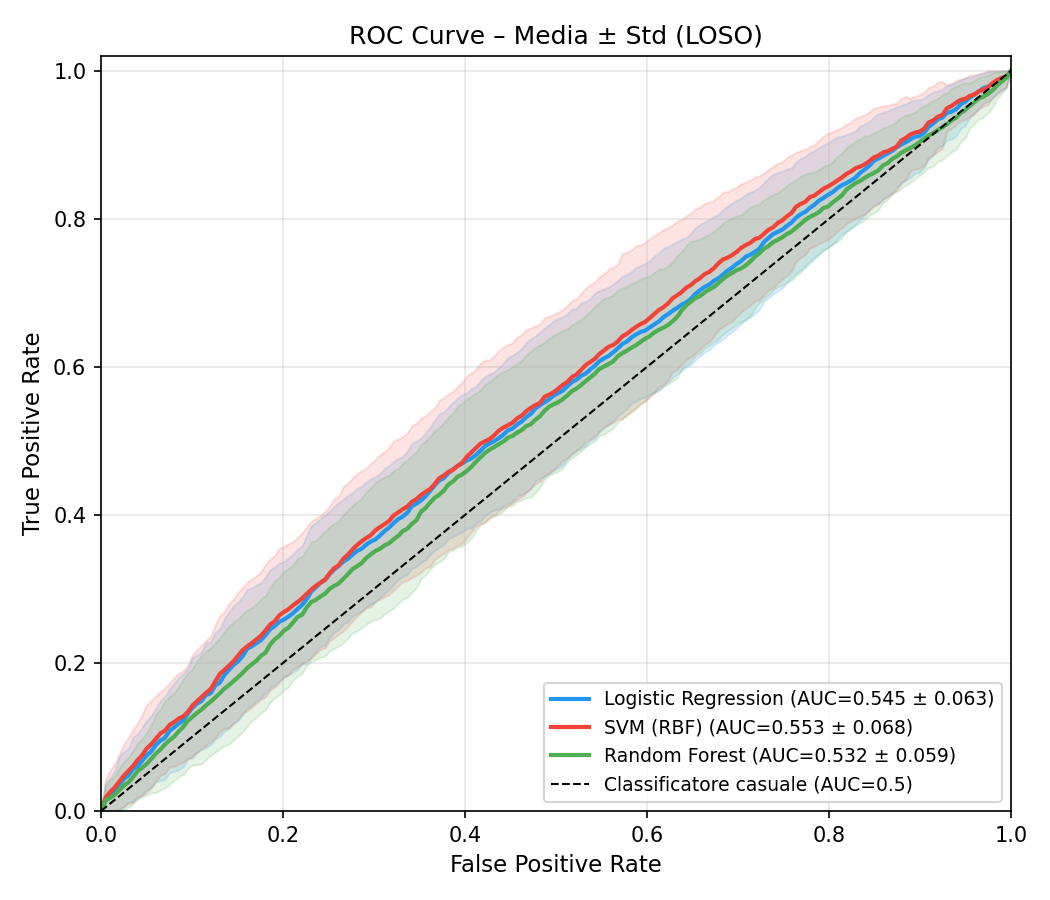 ROC Curve – Media ± Std (LOSO)
True Positive Rate
1.0
0.8
0.6
0.4
0.2
0.0
0.0 0.2 0.4 0.6 0.8 1.0
False Positive Rate
Logistic Regression (AUC=0.545 ± 0.063)
SVM (RBF) (AUC=0.553 ± 0.068)
Random Forest (AUC=0.532 ± 0.059)
Classificatore casuale (AUC=0.5)